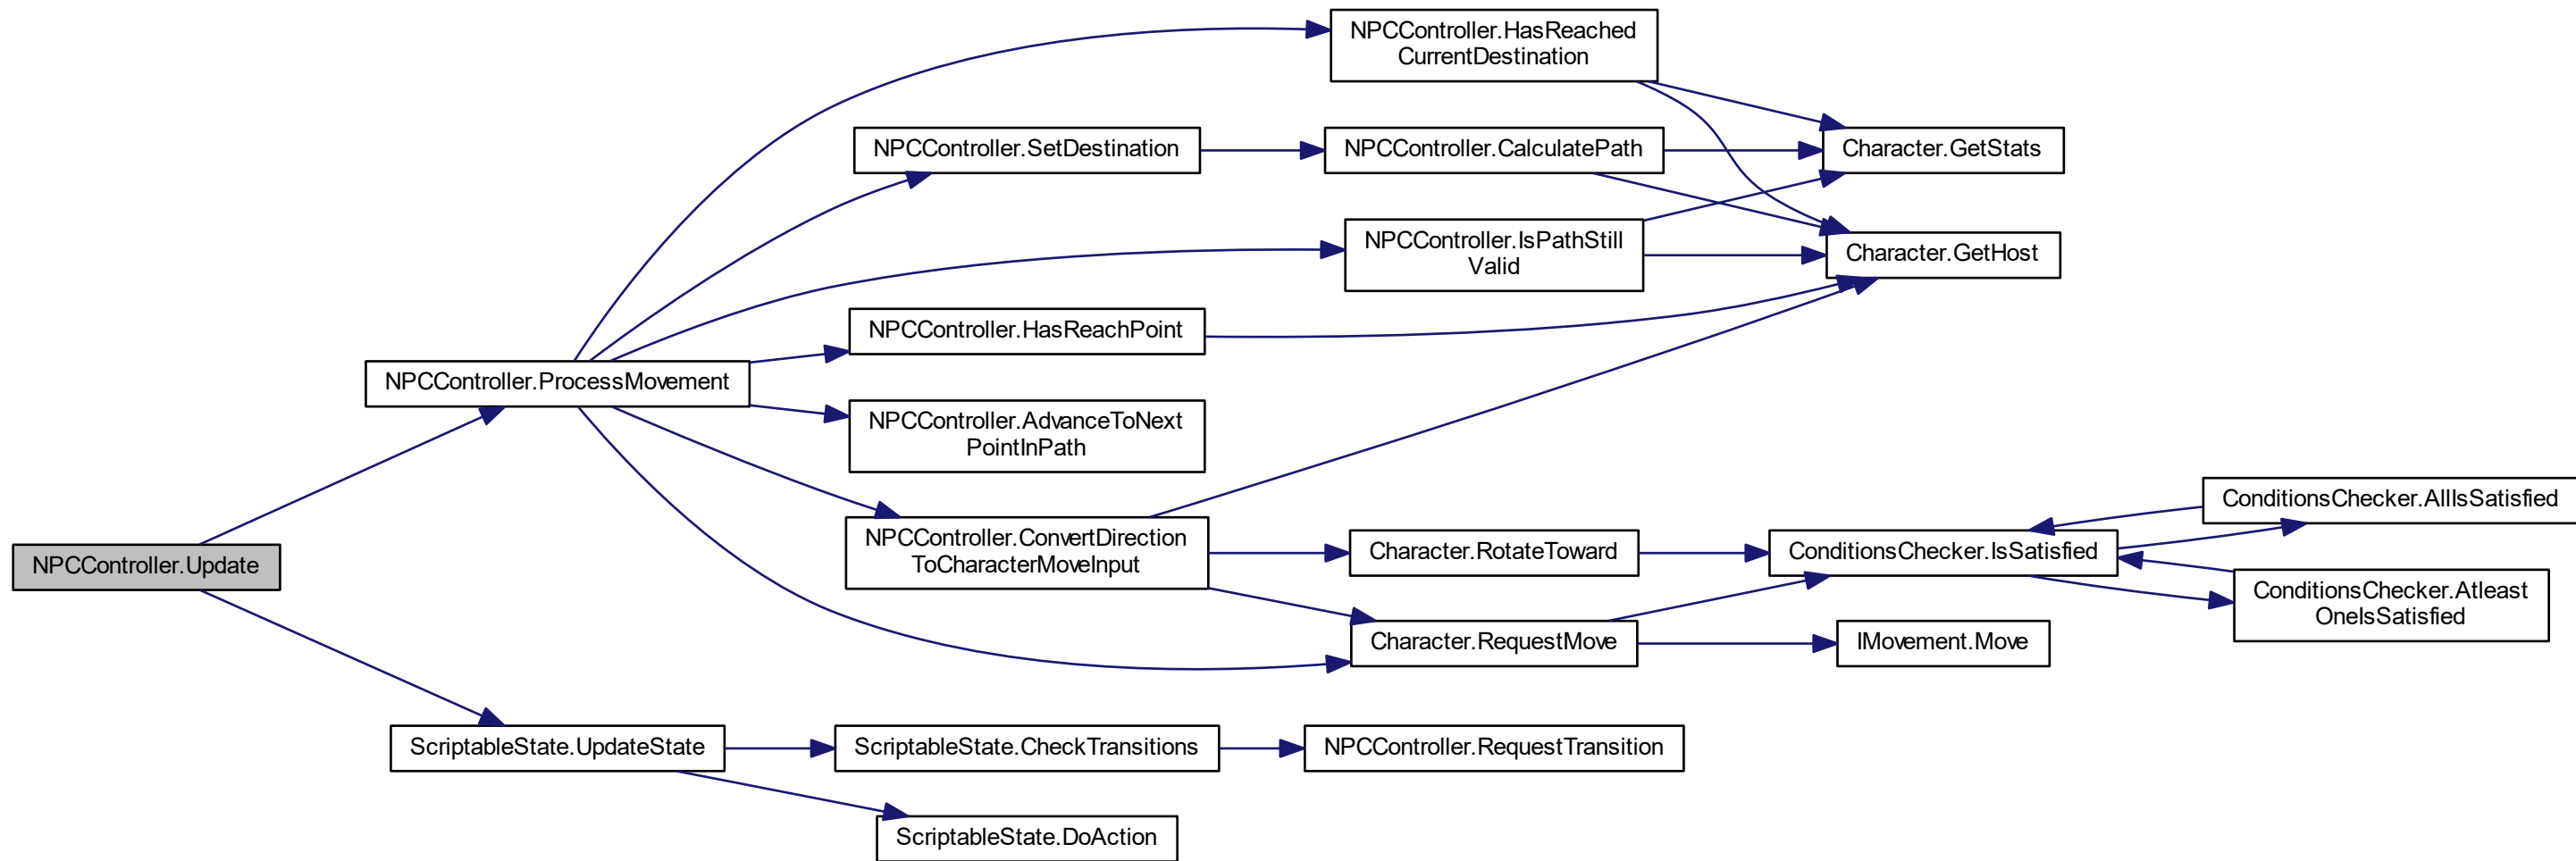 NPCController.HasReached
CurrentDestination
NPCController.SetDestination
NPCController.CalculatePath
Character.GetStats
NPCController.IsPathStill
Valid
Character.GetHost
NPCController.HasReachPoint
NPCController.ProcessMovement
NPCController.AdvanceToNext
PointInPath
ConditionsChecker.AllIsSatisfied
NPCController.ConvertDirection
ToCharacterMoveInput
Character.RotateToward
ConditionsChecker.IsSatisfied
NPCController.Update
ConditionsChecker.Atleast
OneIsSatisfied
Character.RequestMove
IMovement.Move
ScriptableState.UpdateState
ScriptableState.CheckTransitions
NPCController.RequestTransition
ScriptableState.DoAction